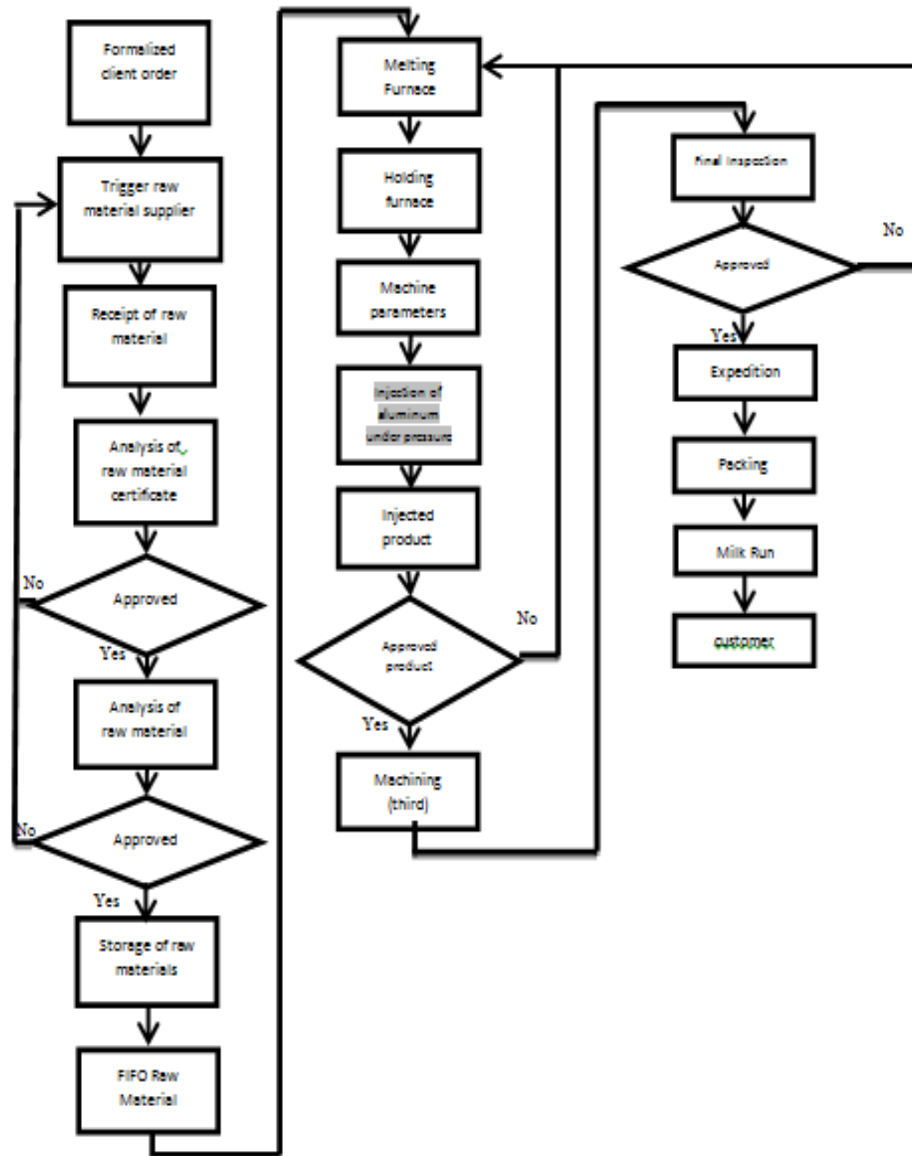 Formalized
client order
Trigger raw
material supplier
Receipt of raw
material
Analysis of
raw material
certificate
Approved
No
Yes
Analysis of
raw material
Approved
No
Yes
Storage of raw
materials
FIFO Raw
Material
Melting
Furnace
Holding
furnace
Machine
parameters
Injection of
aluminum
under pressure
Injected
product
Approved
product
No
Yes
Machining
(third)
Final Inspection
Approved
No
Yes
Expedition
Packing
Milk Run
customer